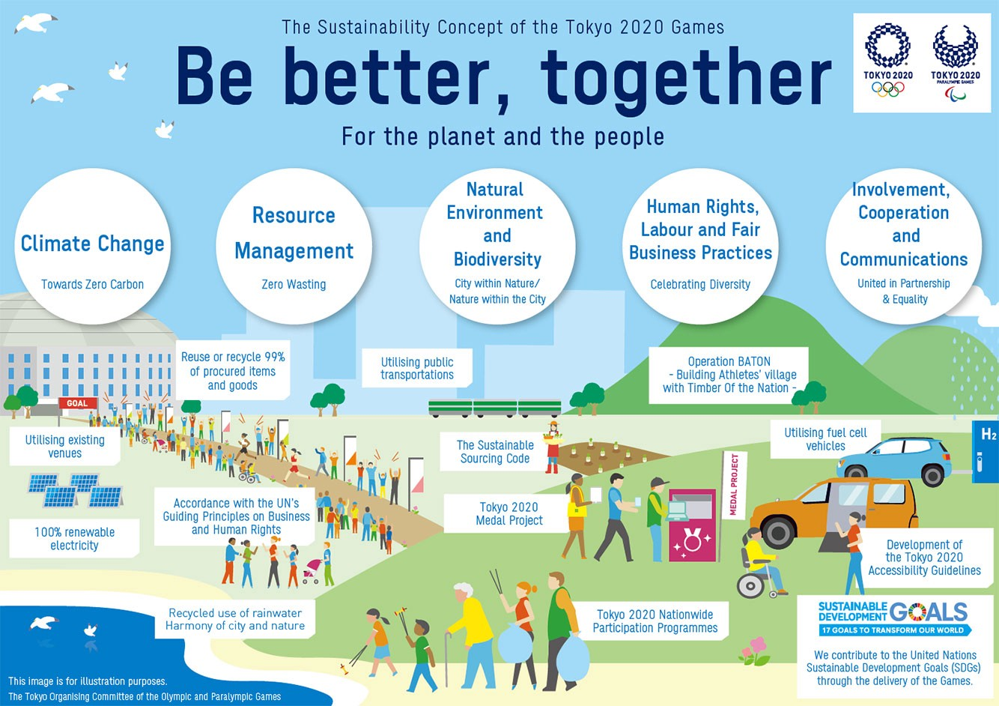 The Sustainability Concept of the Tokyo 2020 Games
Be better, together
For the planet and the people
TOKYO 2020
TOKYO 2020
PARALYMPIC GAMES
Climate Change
Towards Zero Carbon
Resource
Management
Zero Wasting
Natural
Environment
and
Biodiversity
City within Nature/
Nature within the City
Human Rights,
Labour and Fair
Business Practices
Celebrating Diversity
Involvement,
Cooperation
and
Communications
United in Partnership
& Equality
Reuse or recycle 99%
of procured items
and goods
Utilising public
transportations
Operation BATON
- Building Athletes' village
with Timber Of the Nation -
GOAL
Utilising existing
venues
The Sustainable
Sourcing Code
Utilising fuel cell
vehicles
H2
Accordance with the UN's
Guiding Principles on Business
and Human Rights
Tokyo 2020
Medal Project
MEDAL PROJECT
100% renewable
electricity
Development of
the Tokyo 2020
Accessibility Guidelines
Recycled use of rainwater
Harmony of city and nature
Tokyo 2020 Nationwide
Participation Programmes
SUSTAINABLE
DEVELOPMENT GOALS
17 GOALS TO TRANSFORM OUR WORLD
We contribute to the United Nations
Sustainable Development Goals (SDGs)
through the delivery of the Games.
This image is for illustration purposes.
The Tokyo Organising Committee of the Olympic and Paralympic Games